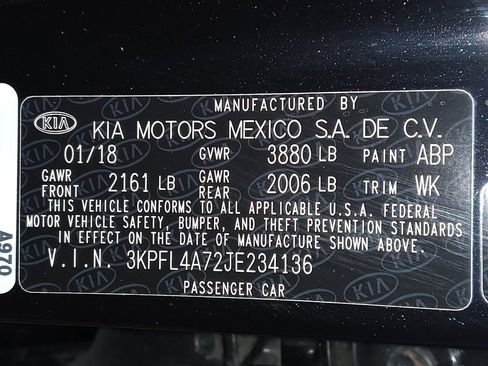 MANUFACTURED BY
KIA KIA MOTORS MEXICO S.A. DE C.V.
01/18 GVWR 3880 LB PAINT ABP
GAWR FRONT 2161 LB GAWR REAR 2006 LB TRIM WK
THIS VEHICLE CONFORMS TO ALL APPLICABLE U.S.A. FEDERAL
MOTOR VEHICLE SAFETY, BUMPER, AND THEFT PREVENTION STANDARDS
IN EFFECT ON THE DATE OF MANUFACTURE SHOWN ABOVE.
V.I.N. 3KPFL4A72JE234136
PASSENGER CAR
A970